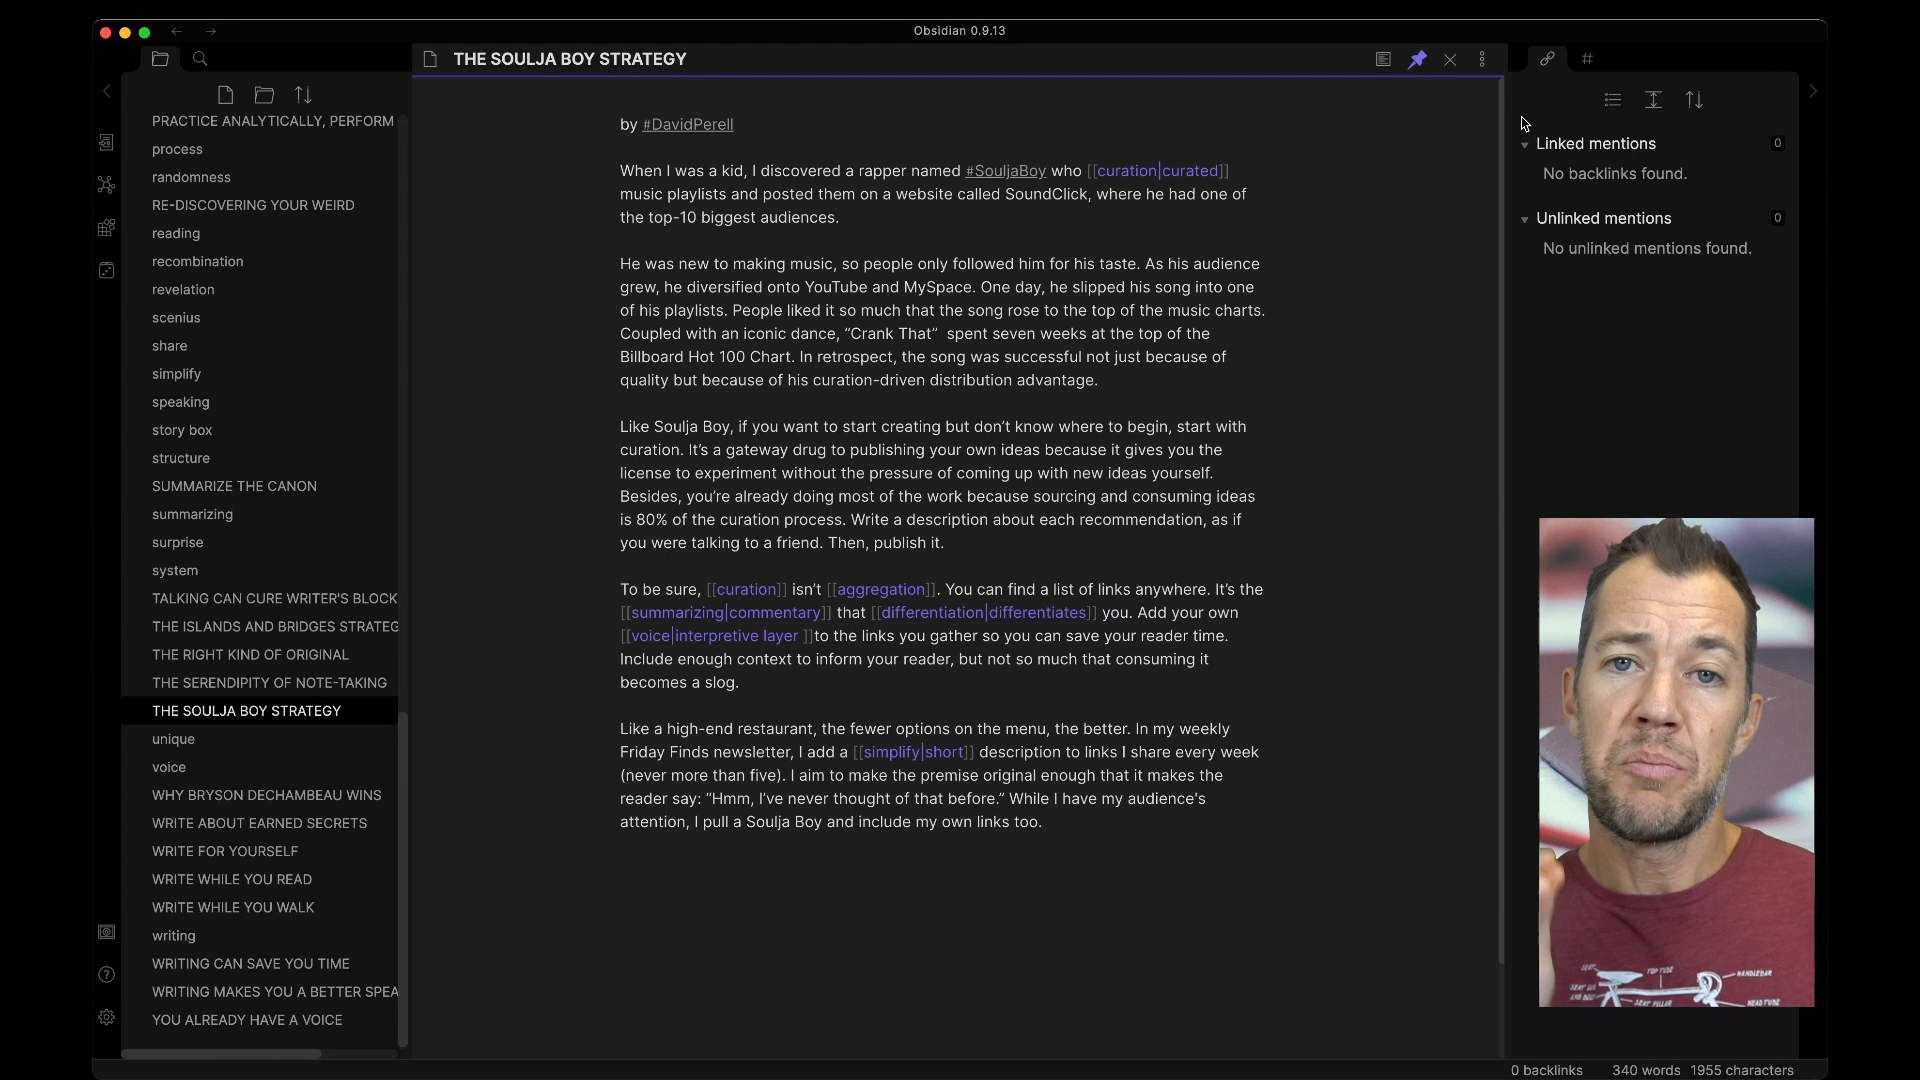 Obsidian 0.9.13
THE SOULJA BOY STRATEGY
PRACTICE ANALYTICALLY, PERFORM
process
randomness
RE-DISCOVERING YOUR WEIRD
reading
recombination
revelation
scenius
share
simplify
speaking
story box
structure
SUMMARIZE THE CANON
summarizing
surprise
system
TALKING CAN CURE WRITER'S BLOCK
THE ISLANDS AND BRIDGES STRATEG
THE RIGHT KIND OF ORIGINAL
THE SERENDIPITY OF NOTE-TAKING
THE SOULJA BOY STRATEGY
unique
voice
WHY BRYSON DECHAMBEAU WINS
WRITE ABOUT EARNED SECRETS
WRITE FOR YOURSELF
WRITE WHILE YOU READ
WRITE WHILE YOU WALK
writing
WRITING CAN SAVE YOU TIME
WRITING MAKES YOU A BETTER SPEA
YOU ALREADY HAVE A VOICE
by #DavidPerell
When I was a kid, I discovered a rapper named #SouljaBoy who [[curation|curated]]
music playlists and posted them on a website called SoundClick, where he had one of
the top-10 biggest audiences.
He was new to making music, so people only followed him for his taste. As his audience
grew, he diversified onto YouTube and MySpace. One day, he slipped his song into one
of his playlists. People liked it so much that the song rose to the top of the music charts.
Coupled with an iconic dance, “Crank That” spent seven weeks at the top of the
Billboard Hot 100 Chart. In retrospect, the song was successful not just because of
quality but because of his curation-driven distribution advantage.
Like Soulja Boy, if you want to start creating but don’t know where to begin, start with
curation. It’s a gateway drug to publishing your own ideas because it gives you the
license to experiment without the pressure of coming up with new ideas yourself.
Besides, you’re already doing most of the work because sourcing and consuming ideas
is 80% of the curation process. Write a description about each recommendation, as if
you were talking to a friend. Then, publish it.
To be sure, [[curation]] isn’t [[aggregation]]. You can find a list of links anywhere. It’s the
[[summarizing|commentary]] that [[differentiation|differentiates]] you. Add your own
[[voice|interpretive layer ]]to the links you gather so you can save your reader time.
Include enough context to inform your reader, but not so much that consuming it
becomes a slog.
Like a high-end restaurant, the fewer options on the menu, the better. In my weekly
Friday Finds newsletter, I add a [[simplify|short]] description to links I share every week
(never more than five). I aim to make the premise original enough that it makes the
reader say: “Hmm, I’ve never thought of that before.” While I have my audience's
attention, I pull a Soulja Boy and include my own links too.
Linked mentions 0
No backlinks found.
Unlinked mentions 0
No unlinked mentions found.
TOP TUBE
HANDLEBAR
SEAT PILLAR
HEAD TUBE
0 backlinks 340 words 1955 characters